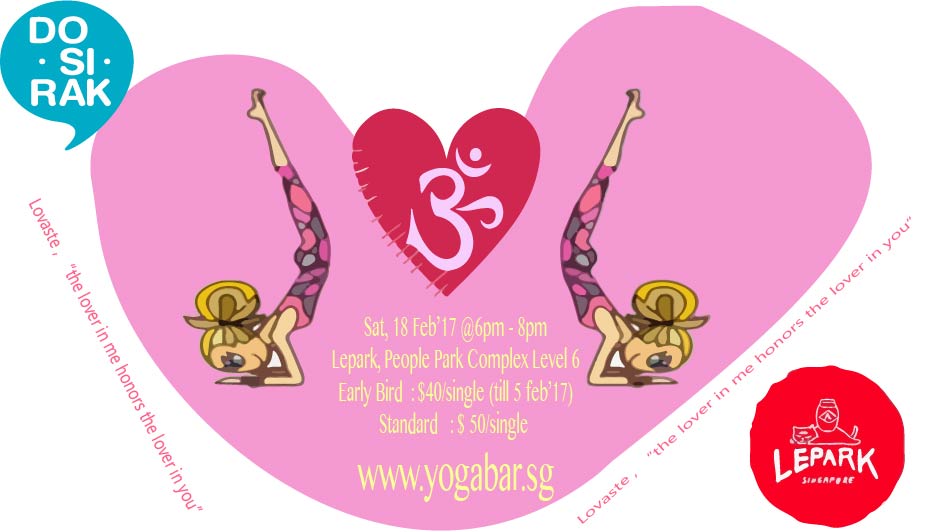 DO
· SI ·
RAK
ॐ
Lovaste , "the lover in me honors the lover in you"
Sat, 18 Feb'17 @6pm - 8pm
Lepark, People Park Complex Level 6
Early Bird : $40/single (till 5 feb'17)
Standard : $ 50/single
www.yogabar.sg
Lovaste , "the lover in me honors the lover in you"
LEPARK
SINGAPORE